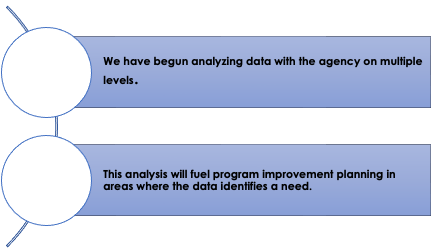 We have begun analyzing data with the agency on multiple
levels.
This analysis will fuel program improvement planning in
areas where the data identifies a need.